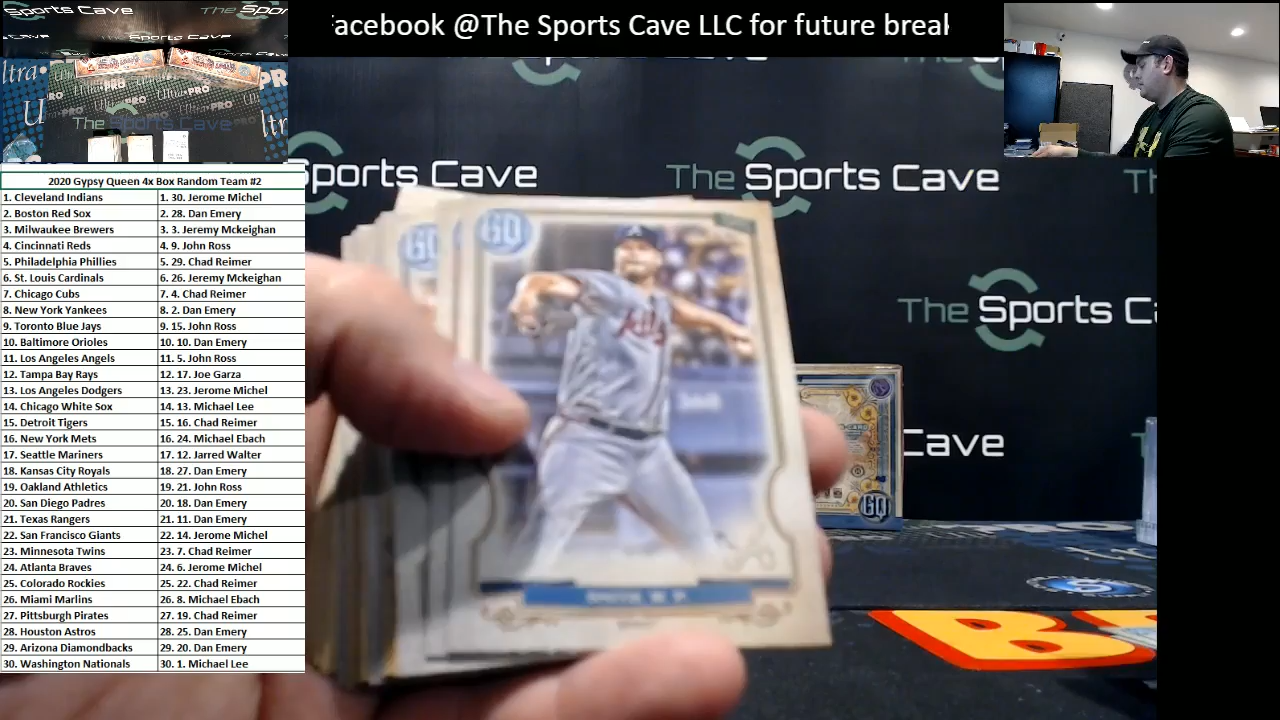 acebook @The Sports Cave LLC for future break
2020 Gypsy Queen 4x Box Random Team #2
1. Cleveland Indians 1. 30. Jerome Michel
2. Boston Red Sox 2. 28. Dan Emery
3. Milwaukee Brewers 3. 3. Jeremy Mckeighan
4. Cincinnati Reds 4. 9. John Ross
5. Philadelphia Phillies 5. 29. Chad Reimer
6. St. Louis Cardinals 6. 26. Jeremy Mckeighan
7. Chicago Cubs 7. 4. Chad Reimer
8. New York Yankees 8. 2. Dan Emery
9. Toronto Blue Jays 9. 15. John Ross
10. Baltimore Orioles 10. 10. Dan Emery
11. Los Angeles Angels 11. 5. John Ross
12. Tampa Bay Rays 12. 17. Joe Garza
13. Los Angeles Dodgers 13. 23. Jerome Michel
14. Chicago White Sox 14. 13. Michael Lee
15. Detroit Tigers 15. 16. Chad Reimer
16. New York Mets 16. 24. Michael Ebach
17. Seattle Mariners 17. 12. Jarred Walter
18. Kansas City Royals 18. 27. Dan Emery
19. Oakland Athletics 19. 21. John Ross
20. San Diego Padres 20. 18. Dan Emery
21. Texas Rangers 21. 11. Dan Emery
22. San Francisco Giants 22. 14. Jerome Michel
23. Minnesota Twins 23. 7. Chad Reimer
24. Atlanta Braves 24. 6. Jerome Michel
25. Colorado Rockies 25. 22. Chad Reimer
26. Miami Marlins 26. 8. Michael Ebach
27. Pittsburgh Pirates 27. 19. Chad Reimer
28. Houston Astros 28. 25. Dan Emery
29. Arizona Diamondbacks 29. 20. Dan Emery
30. Washington Nationals 30. 1. Michael Lee
The Sports Cave
Ultra PRO
Sports Cave
The Sports Cave
The Sports C
Cave
GQ
GQ
GQ